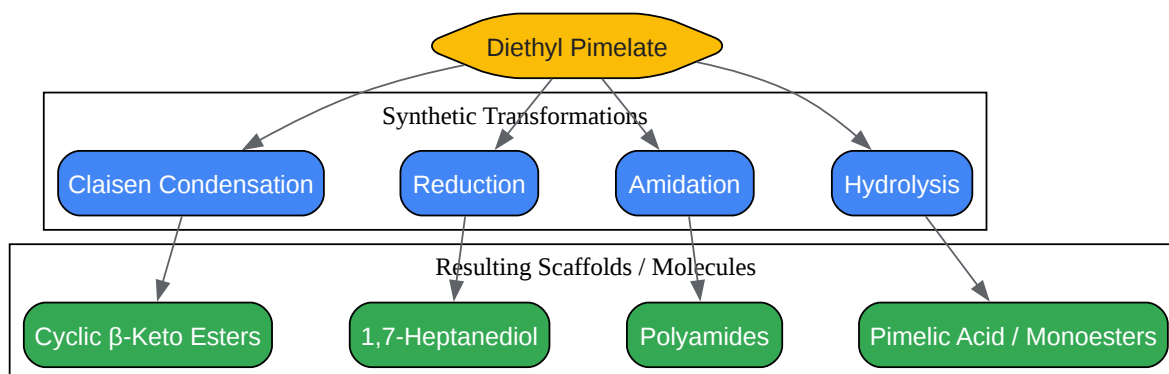 Diethyl Pimelate
Synthetic Transformations
Claisen Condensation
Reduction
Amidation
Hydrolysis
Resulting Scaffolds / Molecules
Cyclic β-Keto Esters
1,7-Heptanediol
Polyamides
Pimelic Acid / Monoesters